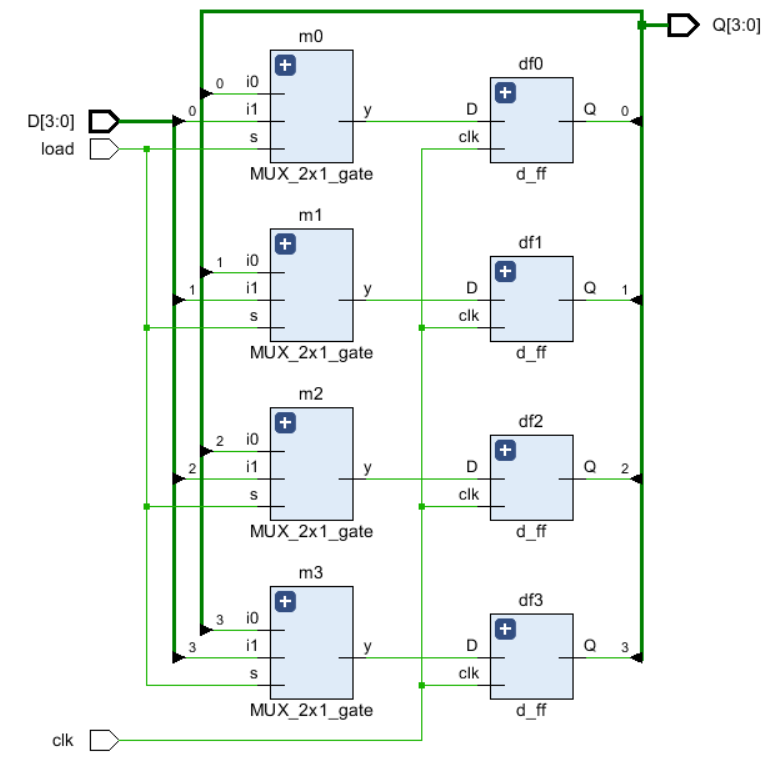 Q[3:0]
m0
df0
0 i0
D[3:0] 0 i1 y D Q 0
load s clk
MUX_2x1_gate d_ff
m1
df1
1 i0
1 i1 y D Q 1
s clk
MUX_2x1_gate d_ff
m2
df2
2 i0
2 i1 y D Q 2
s clk
MUX_2x1_gate d_ff
m3
df3
3 i0
3 i1 y D Q 3
s clk
MUX_2x1_gate d_ff
clk